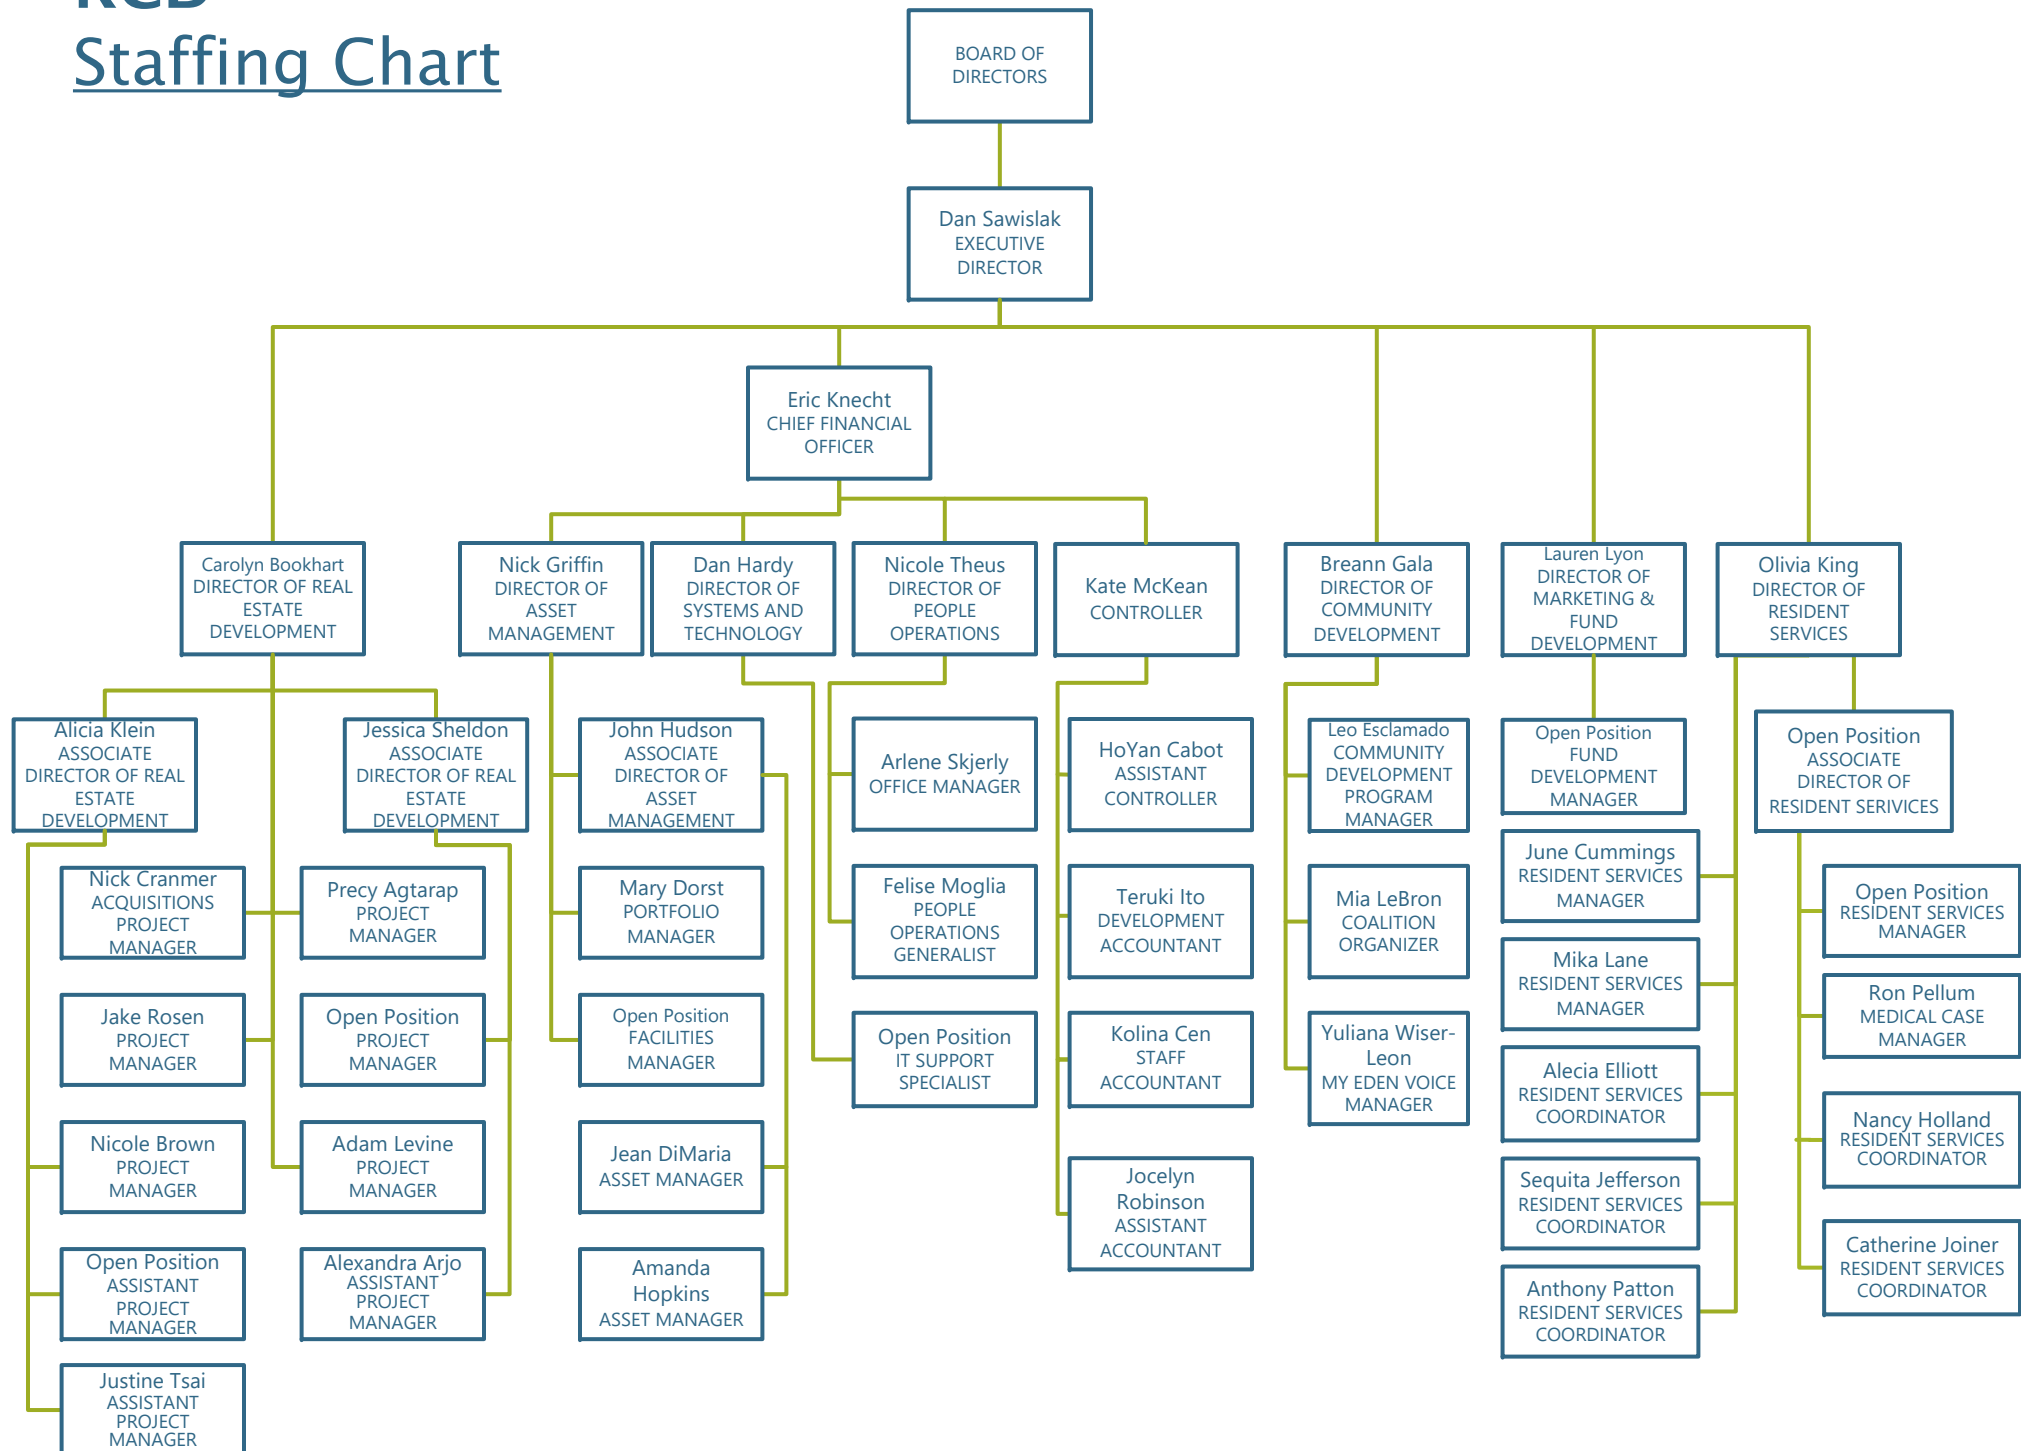 RCD
Staffing Chart
BOARD OF
DIRECTORS
Dan Sawislak
EXECUTIVE
DIRECTOR
Eric Knecht
CHIEF FINANCIAL
OFFICER
Carolyn Bookhart
DIRECTOR OF REAL
ESTATE
DEVELOPMENT
Nick Griffin
DIRECTOR OF
ASSET
MANAGEMENT
Dan Hardy
DIRECTOR OF
SYSTEMS AND
TECHNOLOGY
Nicole Theus
DIRECTOR OF
PEOPLE
OPERATIONS
Kate McKean
CONTROLLER
Breann Gala
DIRECTOR OF
COMMUNITY
DEVELOPMENT
Lauren Lyon
DIRECTOR OF
MARKETING &
FUND
DEVELOPMENT
Olivia King
DIRECTOR OF
RESIDENT
SERVICES
Alicia Klein
ASSOCIATE
DIRECTOR OF REAL
ESTATE
DEVELOPMENT
Jessica Sheldon
ASSOCIATE
DIRECTOR OF REAL
ESTATE
DEVELOPMENT
John Hudson
ASSOCIATE
DIRECTOR OF
ASSET
MANAGEMENT
Arlene Skjerly
OFFICE MANAGER
HoYan Cabot
ASSISTANT
CONTROLLER
Leo Esclamado
COMMUNITY
DEVELOPMENT
PROGRAM
MANAGER
Open Position
FUND
DEVELOPMENT
MANAGER
Open Position
ASSOCIATE
DIRECTOR OF
RESIDENT SERIVICES
Nick Cranmer
ACQUISITIONS
PROJECT
MANAGER
Precy Agtarap
PROJECT
MANAGER
Mary Dorst
PORTFOLIO
MANAGER
Felise Moglia
PEOPLE
OPERATIONS
GENERALIST
Teruki Ito
DEVELOPMENT
ACCOUNTANT
Mia LeBron
COALITION
ORGANIZER
June Cummings
RESIDENT SERVICES
MANAGER
Open Position
RESIDENT SERVICES
MANAGER
Jake Rosen
PROJECT
MANAGER
Open Position
PROJECT
MANAGER
Open Position
FACILITIES
MANAGER
Open Position
IT SUPPORT
SPECIALIST
Kolina Cen
STAFF
ACCOUNTANT
Yuliana Wiser-
Leon
MY EDEN VOICE
MANAGER
Mika Lane
RESIDENT SERVICES
MANAGER
Ron Pellum
MEDICAL CASE
MANAGER
Nicole Brown
PROJECT
MANAGER
Adam Levine
PROJECT
MANAGER
Jean DiMaria
ASSET MANAGER
Jocelyn
Robinson
ASSISTANT
ACCOUNTANT
Alecia Elliott
RESIDENT SERVICES
COORDINATOR
Nancy Holland
RESIDENT SERVICES
COORDINATOR
Open Position
ASSISTANT
PROJECT
MANAGER
Alexandra Arjo
ASSISTANT
PROJECT
MANAGER
Amanda
Hopkins
ASSET MANAGER
Sequita Jefferson
RESIDENT SERVICES
COORDINATOR
Catherine Joiner
RESIDENT SERVICES
COORDINATOR
Anthony Patton
RESIDENT SERVICES
COORDINATOR
Justine Tsai
ASSISTANT
PROJECT
MANAGER